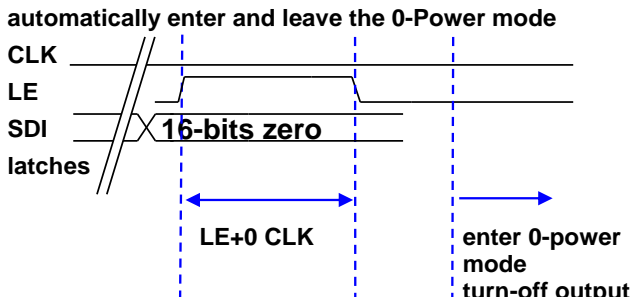 automatically enter and leave the 0-Power mode
CLK
LE
SDI
16-bits zero
latches
LE+0 CLK
enter 0-power
mode
turn-off output